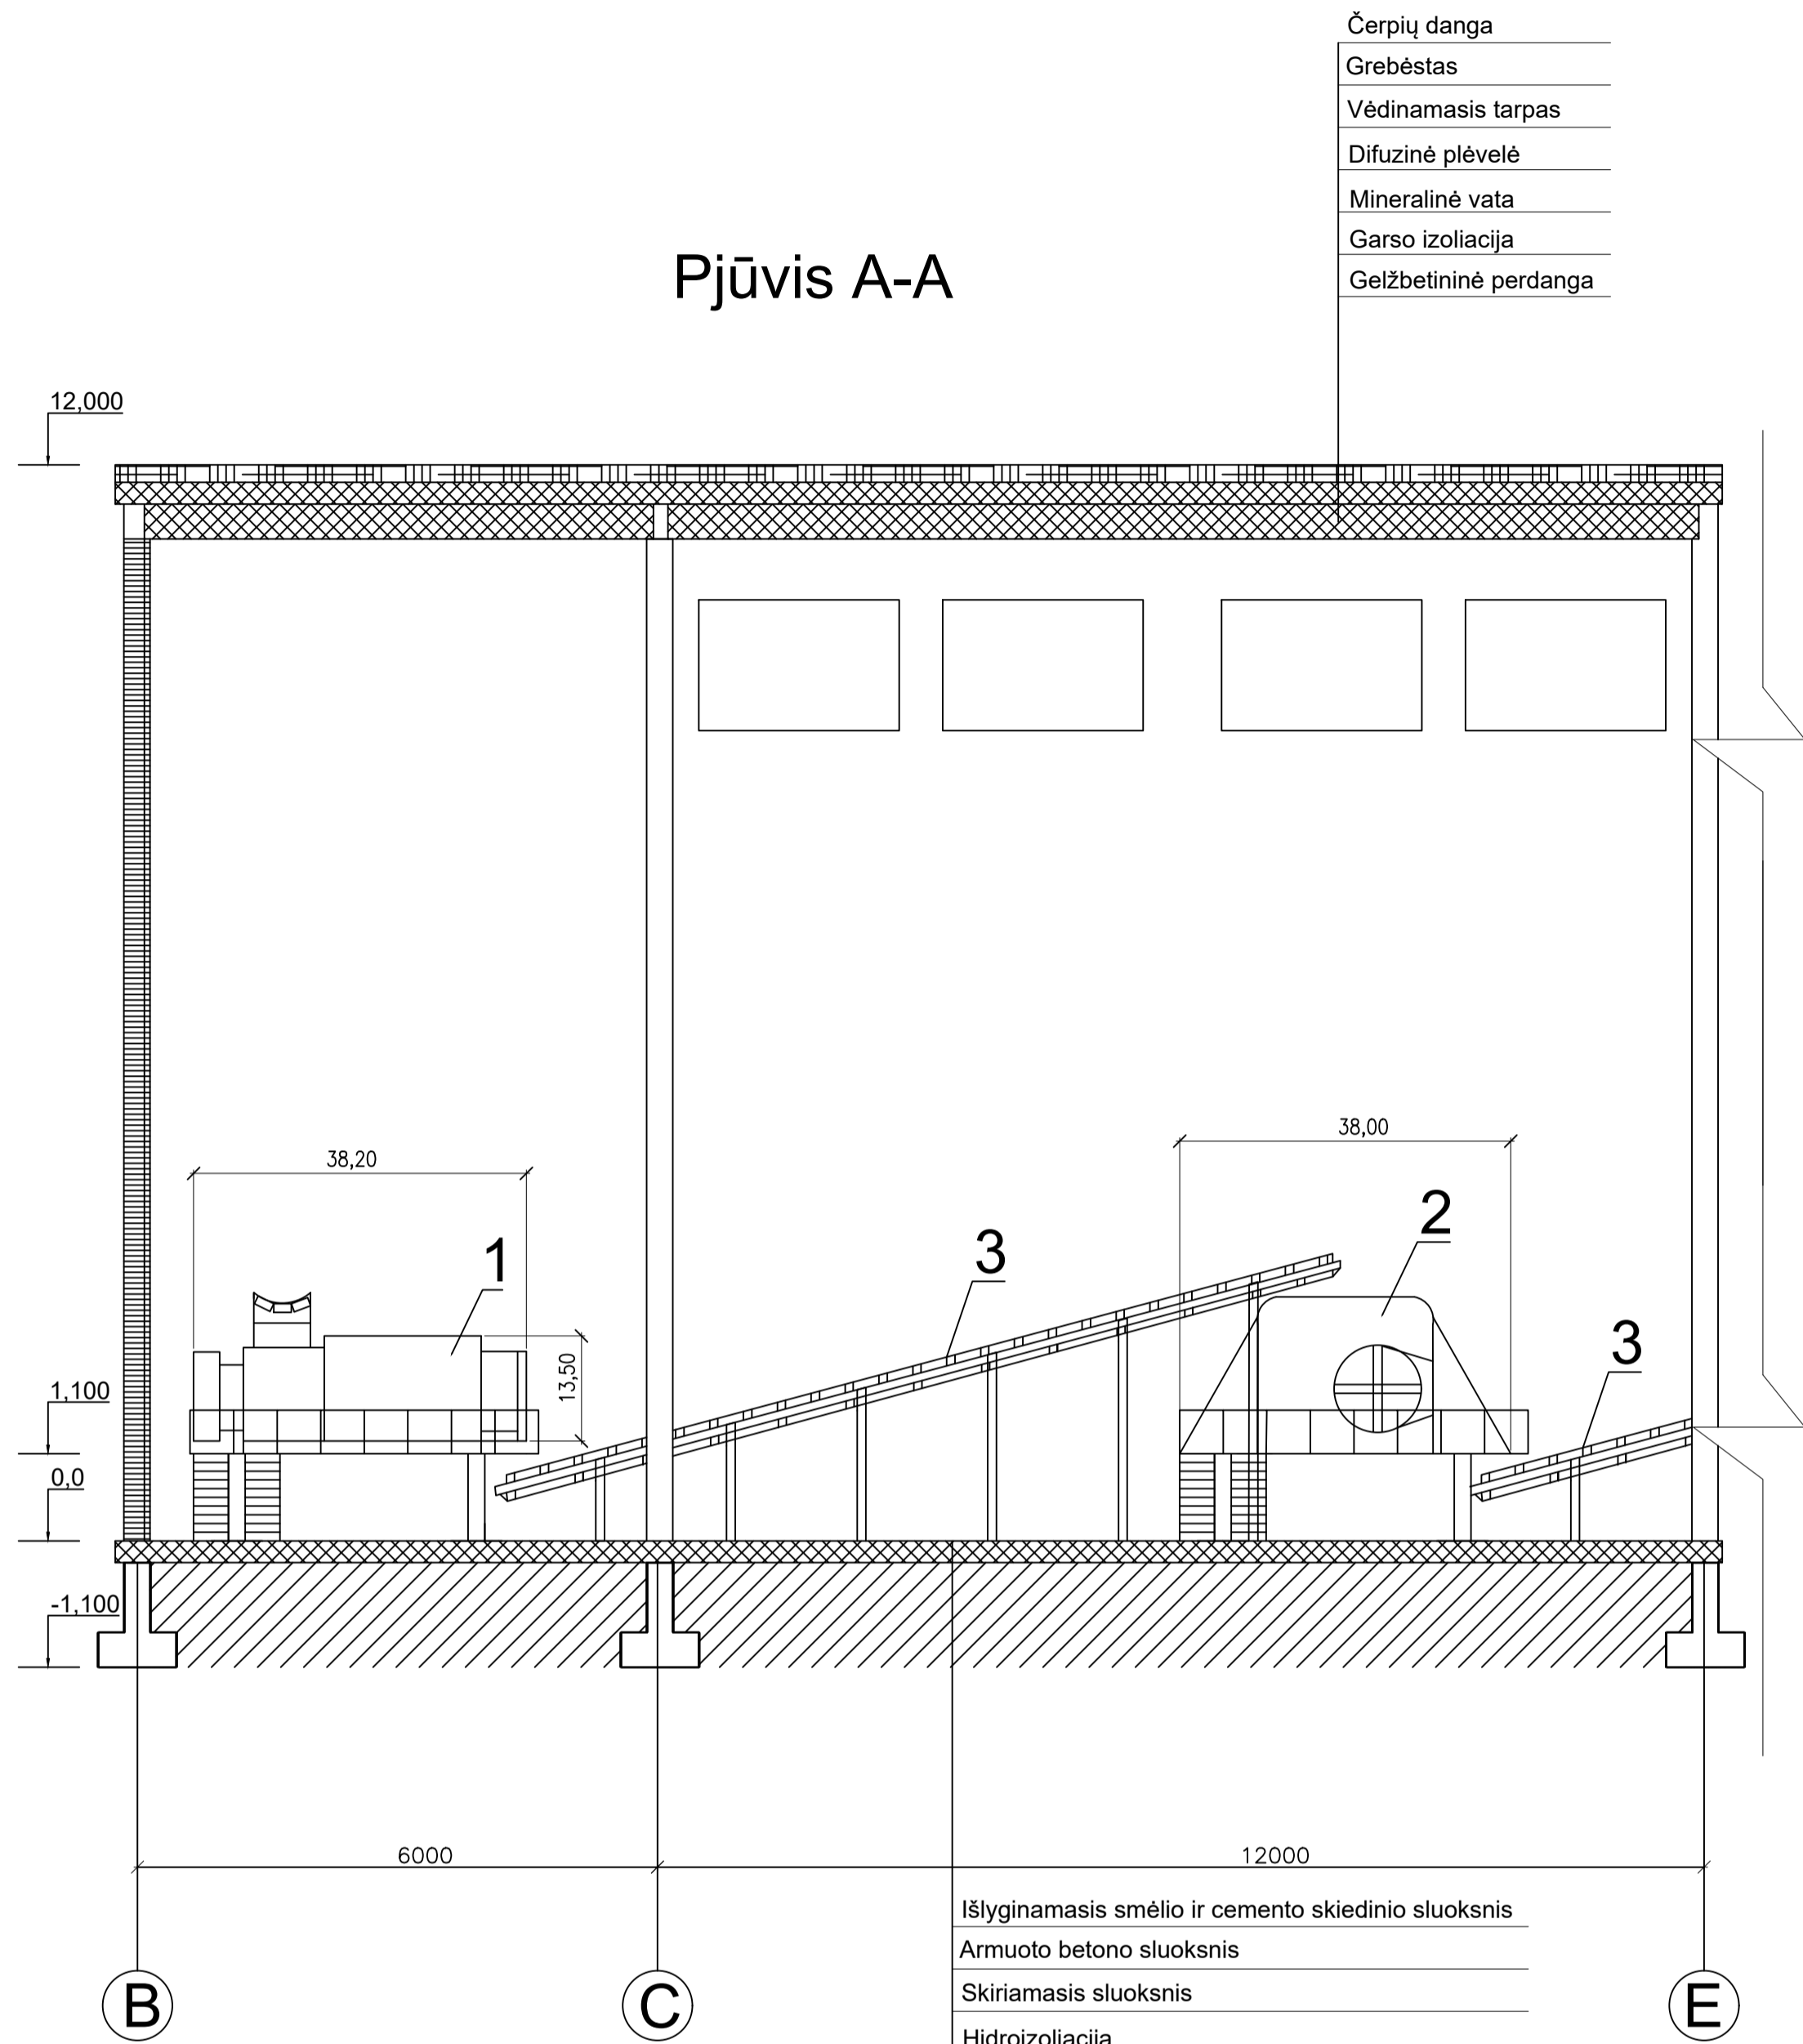 Čerpių danga
Grebėstas
Vėdinamasis tarpas
Difuzinė plėvelė
Mineralinė vata
Garso izoliacija
Gelžbetininė perdanga
Pjūvis A-A
12,000
38,00
38,20
2
3
1
3
13,50
1,100
0,0
-1,100
6000
12000
Išlyginamasis smėlio ir cemento skiedinio sluoksnis
Armuoto betono sluoksnis
Skiriamasis sluoksnis
Hidroizoliacija
B
C
E